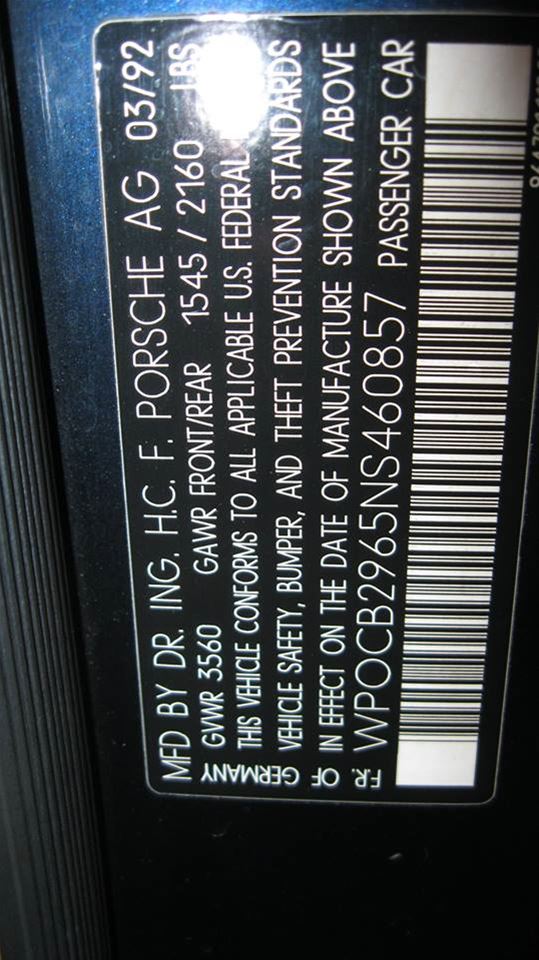 MFD BY DR. ING. H.C. F. PORSCHE AG 03/92
GVWR 3560 GAWR FRONT/REAR 1545 / 2160 LBS
THIS VEHICLE CONFORMS TO ALL APPLICABLE U.S. FEDERAL
VEHICLE SAFETY, BUMPER, AND THEFT PREVENTION STANDARDS
IN EFFECT ON THE DATE OF MANUFACTURE SHOWN ABOVE
WPOCB2965NS460857 PASSENGER CAR
F.R. OF GERMANY